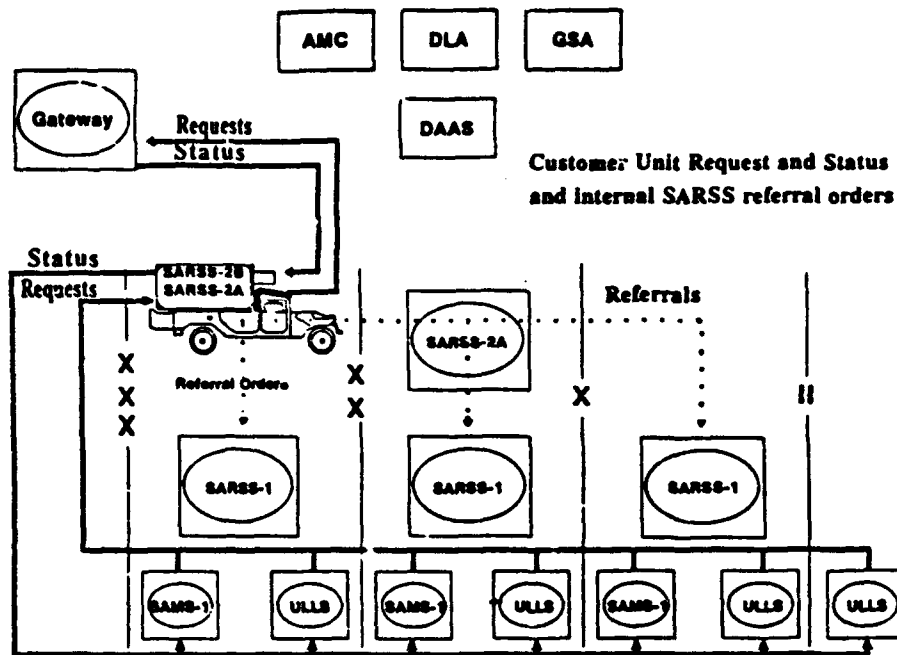 AMC
DLA
GSA
Gateway
DAAS
Requests
Status
Customer Unit Request and Status
and internal SARSS referral orders
Status
Requests
SARSS-2B
SARSS-2A
Referrals
SARSS-2A
Referral Orders
X
X
X
X
X
X
II
SARSS-1
SARSS-1
SARSS-1
SAMS-1
ULLS
SAMS-1
ULLS
SAMS-1
ULLS
ULLS